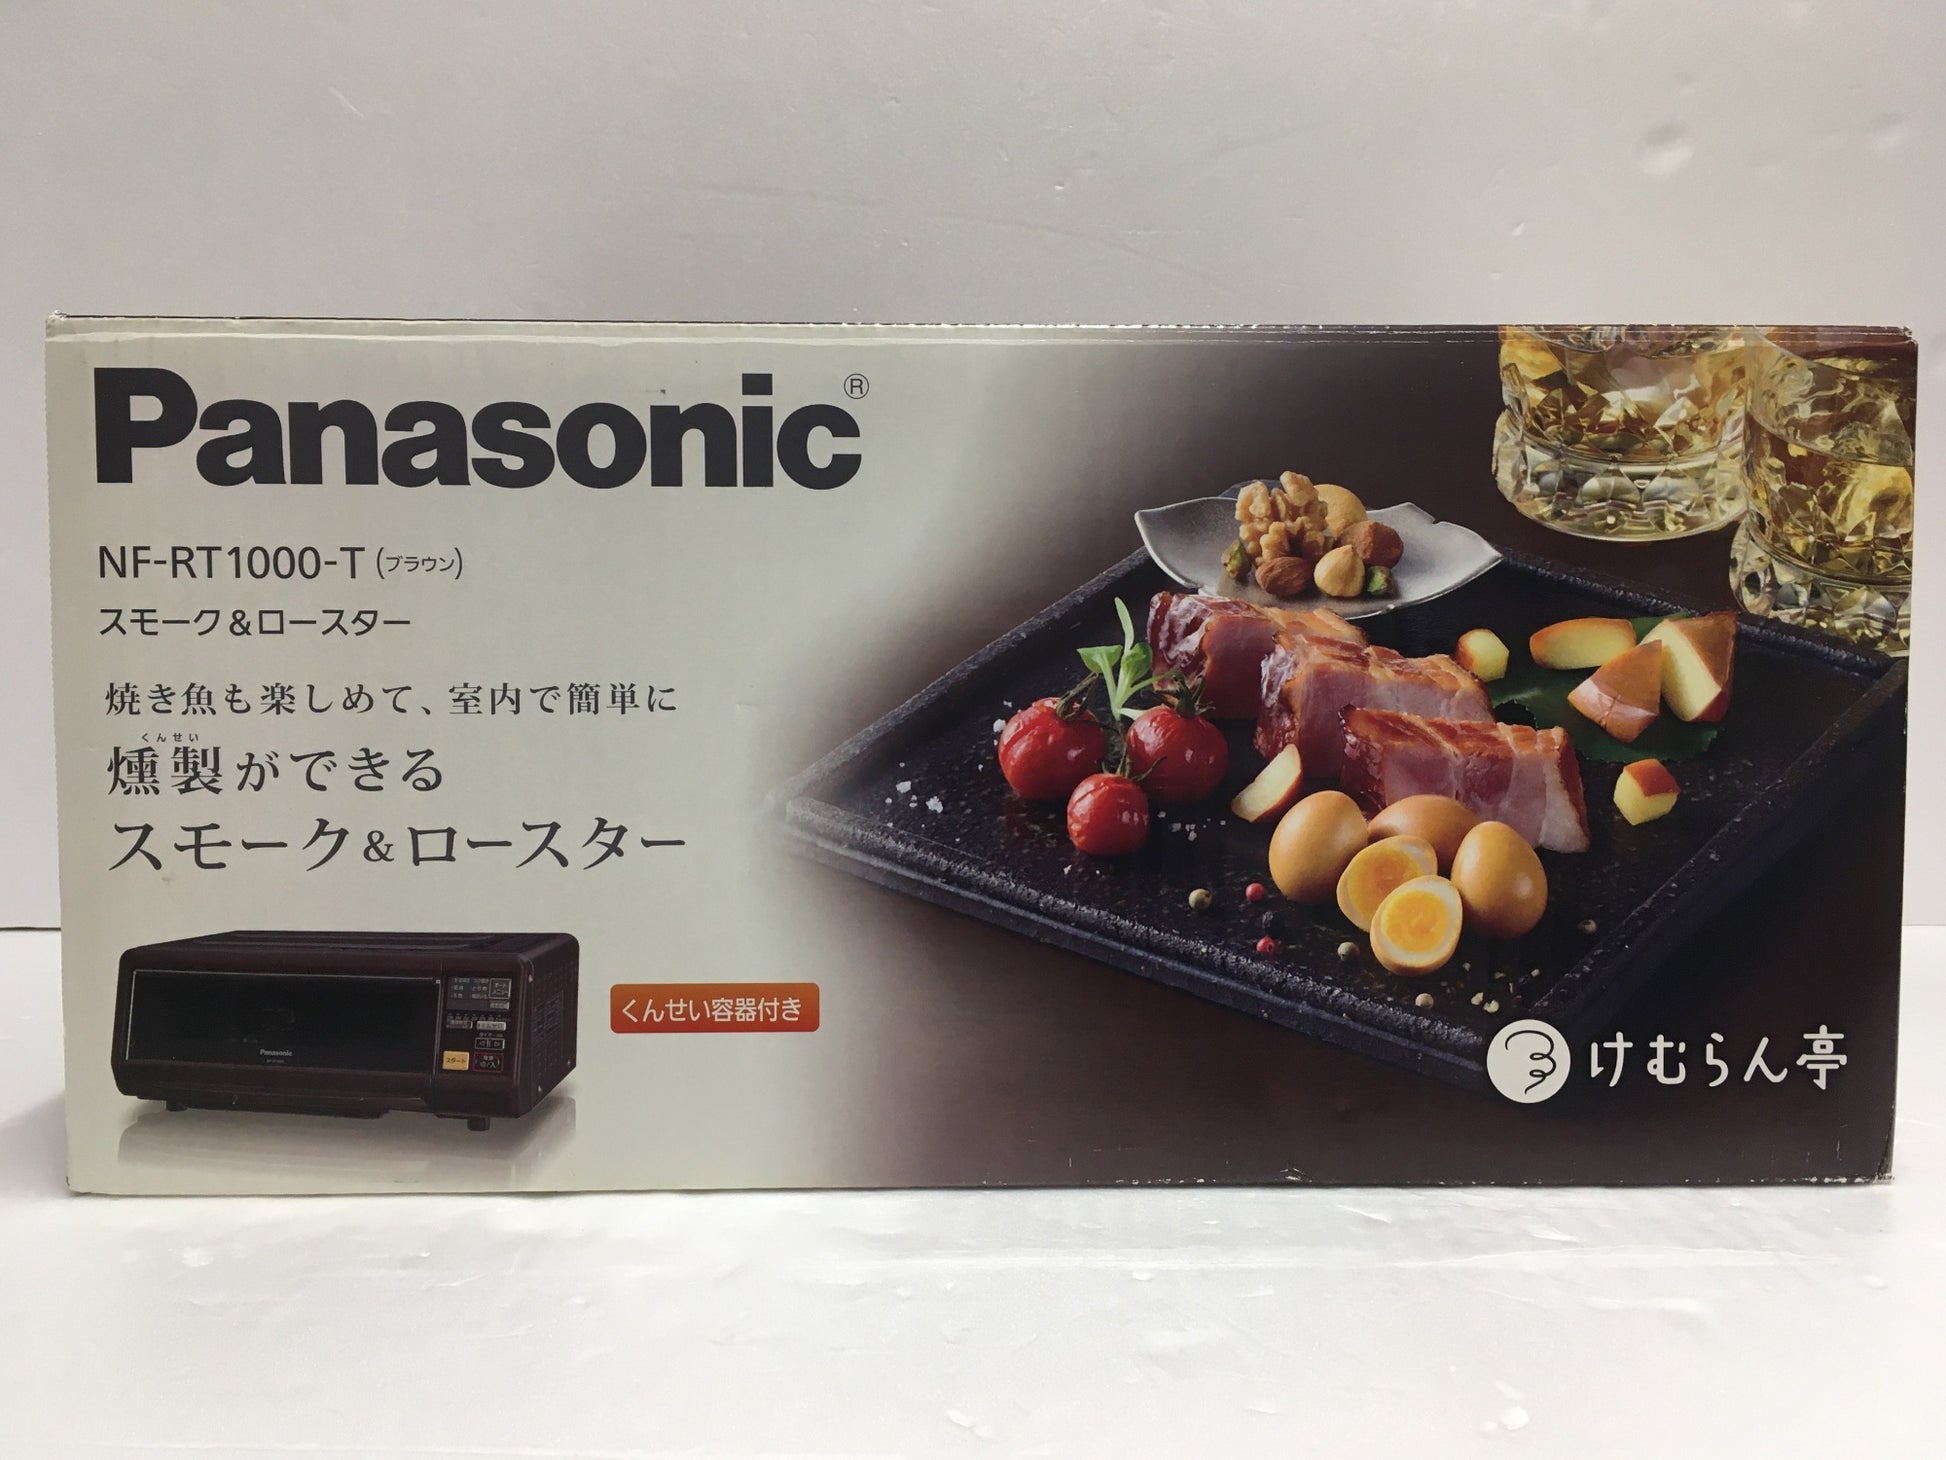 Panasonic®
NF-RT1000-T (ブラウン)
スモーク&ロースター
焼き魚も楽しめて、室内で簡単に
くんせい
燻製ができる
スモーク&ロースター
くんせい容器付き
Panasonic
スタート
切/入
けむらん亭